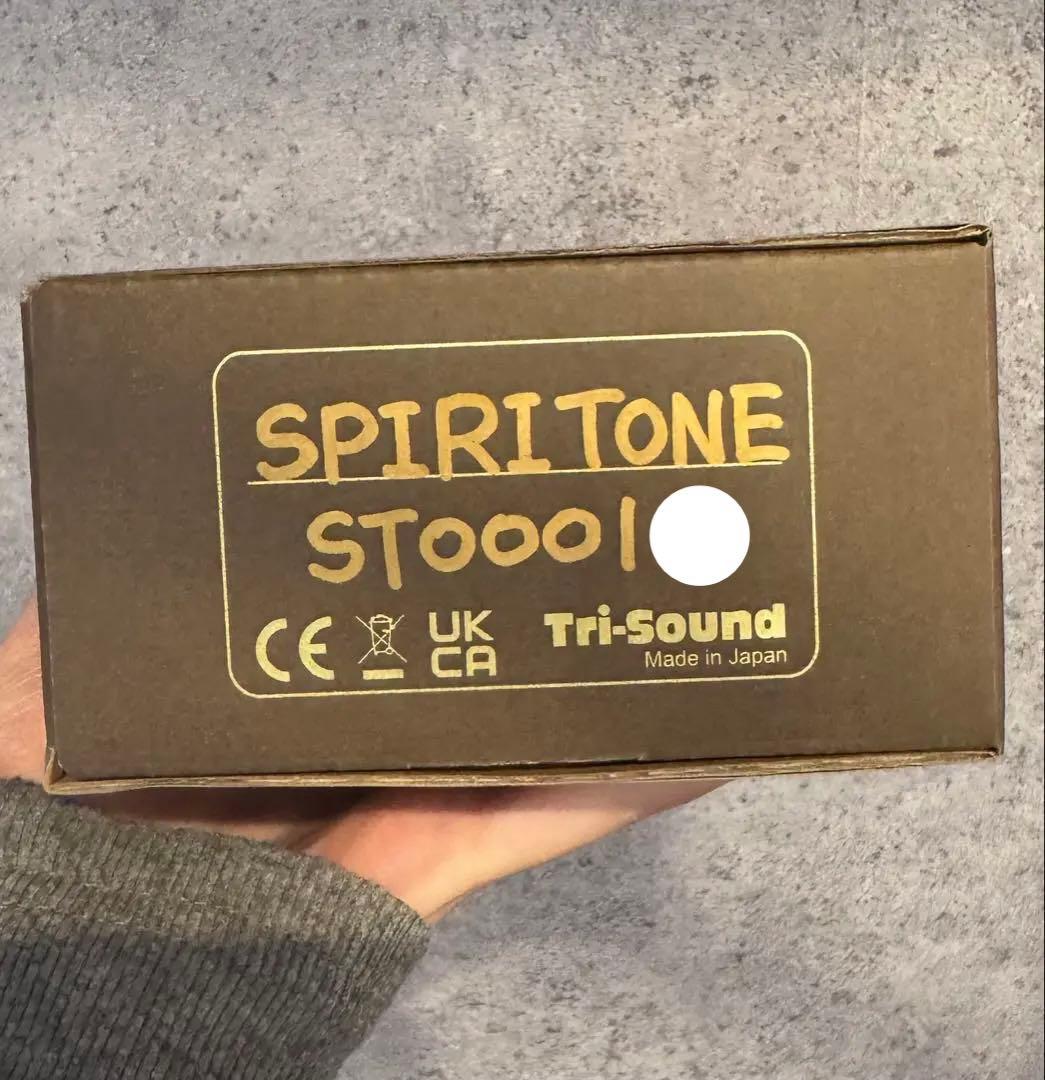 SPIRITONE
ST0001
CE UK
CA
Tri-Sound
Made in Japan